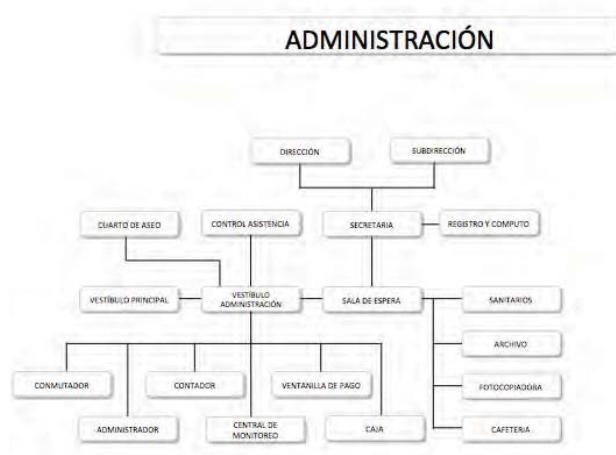 ADMINISTRACIÓN
DIRECCIÓN
SUBDIRECCIÓN
CUARTO DE ASEO
CONTROL ASISTENCIA
SECRETARIA
REGISTRO Y COMPUTO
VESTÍBULO PRINCIPAL
VESTÍBULO
ADMINISTRACIÓN
SALA DE ESPERA
SANITARIOS
ARCHIVO
CONMUTADOR
CONTADOR
VENTANILLA DE PAGO
FOTOCOPIADORA
ADMINISTRADOR
CENTRAL DE
MONITOREO
CAJA
CAFETERIA